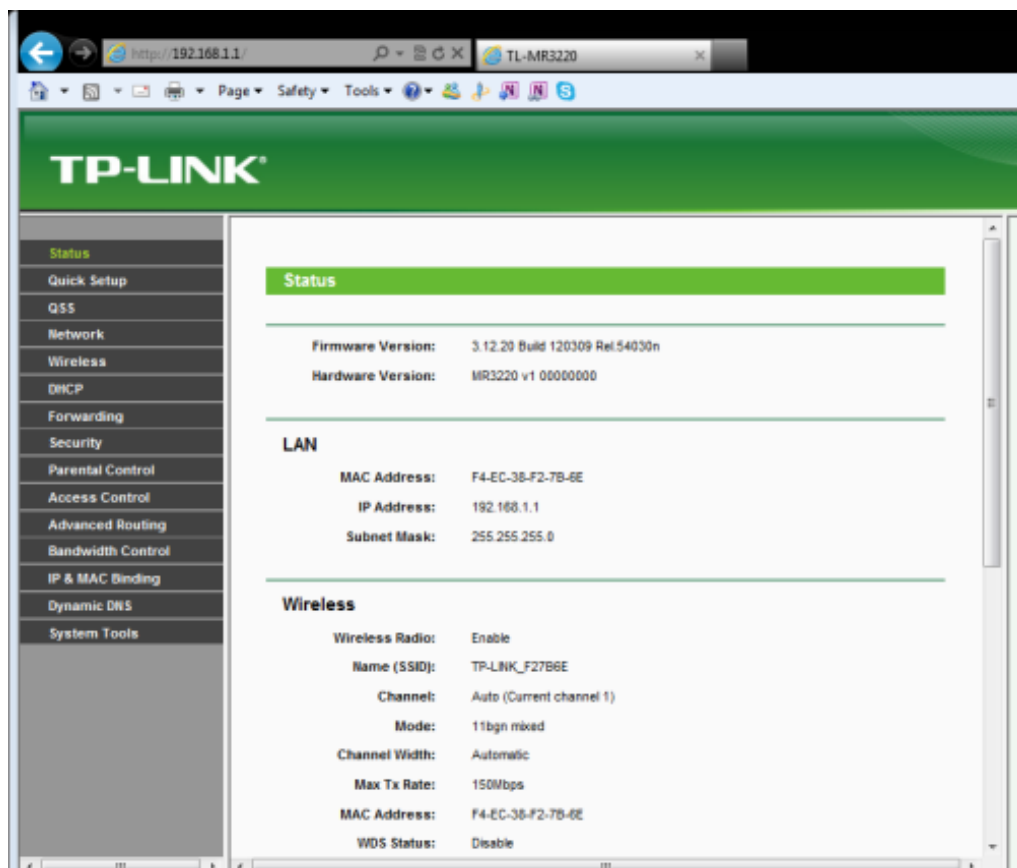 http://192.168.1.1/
TL-MR3220
Page Safety Tools
TP-LINK®
Status
Quick Setup
QSS
Network
Wireless
DHCP
Forwarding
Security
Parental Control
Access Control
Advanced Routing
Bandwidth Control
IP & MAC Binding
Dynamic DNS
System Tools
Status
Firmware Version: 3.12.20 Build 120309 Rel.54030n
Hardware Version: MR3220 v1 00000000
LAN
MAC Address: F4-EC-38-F2-7B-6E
IP Address: 192.168.1.1
Subnet Mask: 255.255.255.0
Wireless
Wireless Radio: Enable
Name (SSID): TP-LINK_F27B6E
Channel: Auto (Current channel 1)
Mode: 11bgn mixed
Channel Width: Automatic
Max Tx Rate: 150Mbps
MAC Address: F4-EC-38-F2-7B-6E
WDS Status: Disable